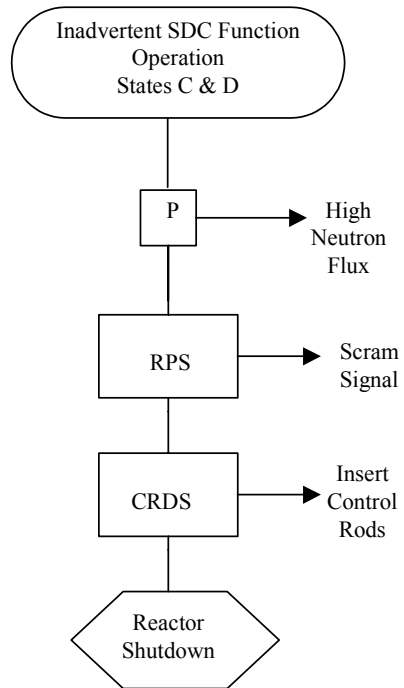 Inadvertent SDC Function
Operation
States C & D
P
High
Neutron
Flux
RPS
Scram
Signal
CRDS
Insert
Control
Rods
Reactor
Shutdown